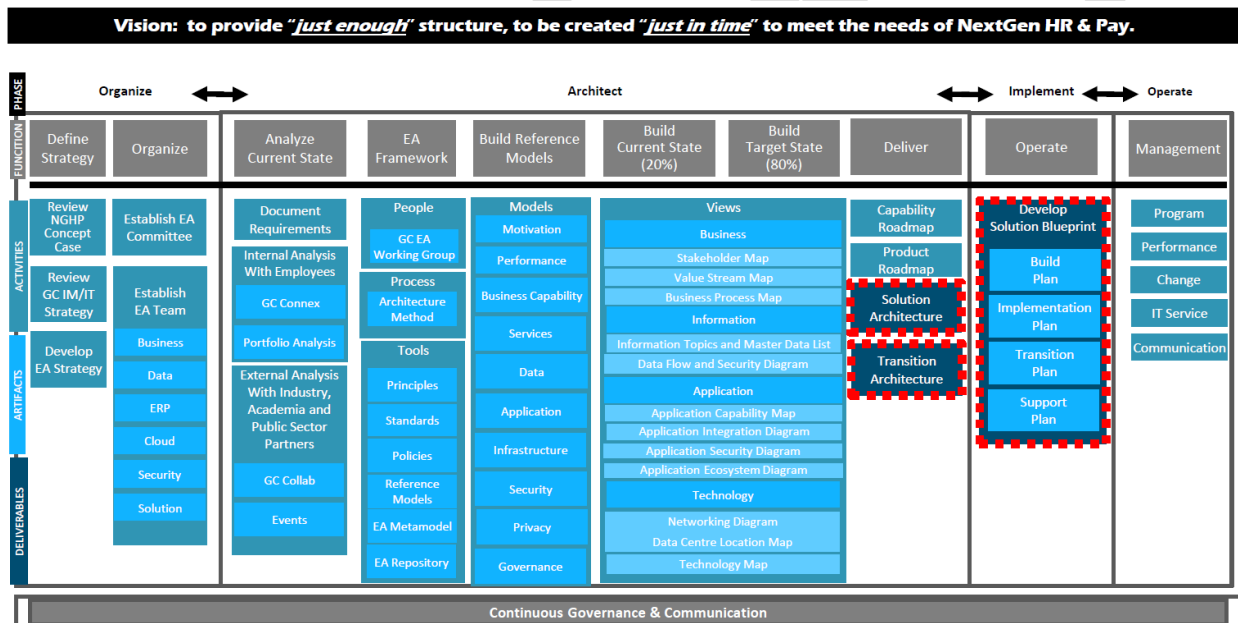 Vision: to provide “just enough” structure, to be created “just in time” to meet the needs of NextGen HR & Pay.
PHASE
Organize
Architect
Implement
Operate
FUNCITION
Define
Strategy
Organize
Analyze
Current State
EA
Framework
Build Reference
Models
Build
Current State
(20%)
Build
Target State
(80%)
Deliver
Operate
Management
ACTIVITIES
ARTIFACTS
DELIVERABLES
Review
NGHP
Concept
Case
Review
GC IM/IT
Strategy
Develop
EA Strategy
Establish EA
Committee
Establish
EA Team
Business
Data
ERP
Cloud
Security
Solution
Document
Requirements
Internal Analysis
With Employees
GC Connex
Portfolio Analysis
External Analysis
With Industry,
Academia and
Public Sector
Partners
GC Collab
Events
People
GC EA
Working Group
Process
Architecture
Method
Tools
Principles
Standards
Policies
Reference
Models
EA Metamodel
EA Repository
Models
Motivation
Performance
Business Capability
Services
Data
Application
Infrastructure
Security
Privacy
Governance
Views
Business
Stakeholder Map
Value Stream Map
Business Process Map
Information
Information Topics and Master Data List
Data Flow and Security Diagram
Application
Application Capability Map
Application Integration Diagram
Application Security Diagram
Application Ecosystem Diagram
Technology
Networking Diagram
Data Centre Location Map
Technology Map
Capability
Roadmap
Product
Roadmap
Solution
Architecture
Transition
Architecture
Develop
Solution Blueprint
Build
Plan
Implementation
Plan
Transition
Plan
Support
Plan
Program
Performance
Change
IT Service
Communication
Continuous Governance & Communication